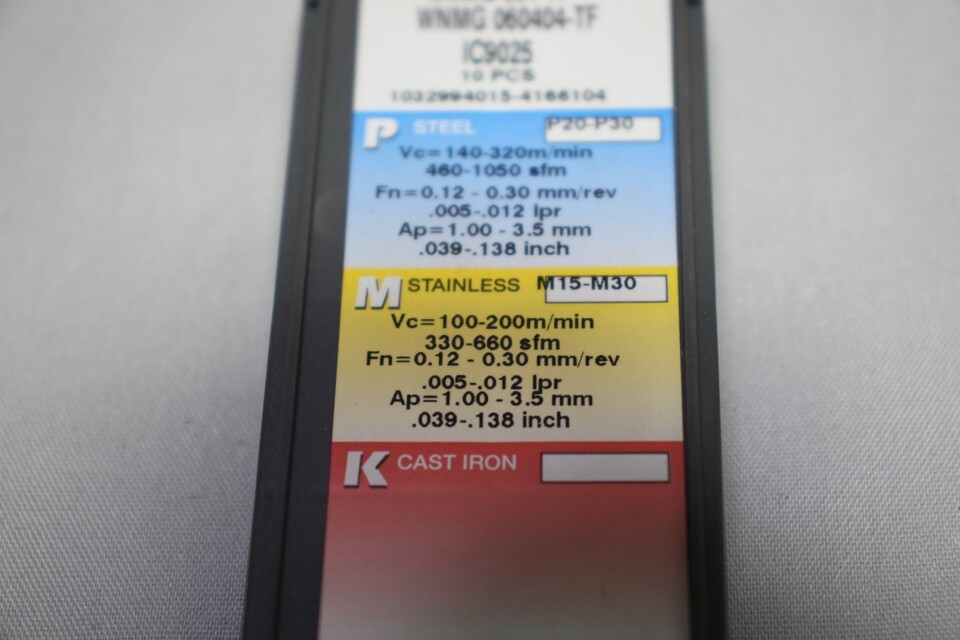 WNMG 060404-TF
IC9025
10 PCS
1032994015-4166104
P STEEL P20-P30
Vc=140-320m/min
460-1050 sfm
Fn=0.12 - 0.30 mm/rev
.005-.012 Ipr
Ap=1.00 - 3.5 mm
.039-.138 inch
M STAINLESS M15-M30
Vc=100-200m/min
330-660 sfm
Fn=0.12 - 0.30 mm/rev
.005-.012 Ipr
Ap=1.00 - 3.5 mm
.039-.138 inch
K CAST IRON